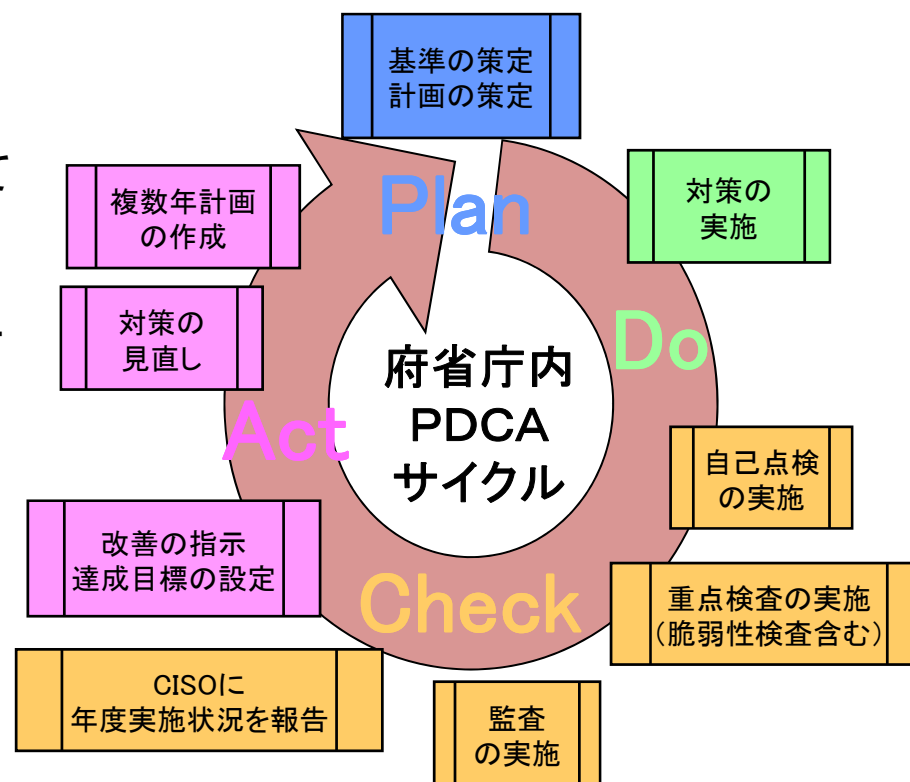 基準の策定
計画の策定
Plan
対策の
実施
Do
自己点検
の実施
重点検査の実施
（脆弱性検査含む）
Check
監査
の実施
CISOに
年度実施状況を報告
改善の指示
達成目標の設定
Act
対策の
見直し
複数年計画
の作成
府省庁内
PDCA
サイクル